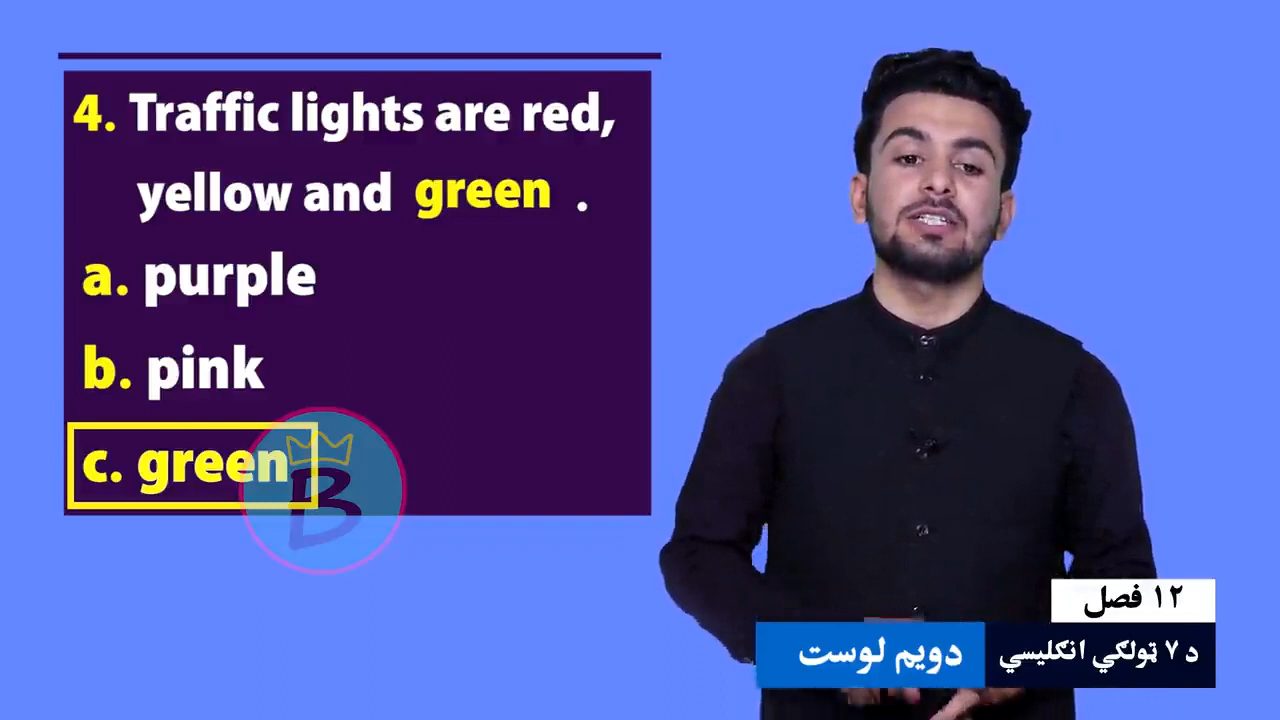 4. Traffic lights are red,
yellow and green .
a. purple
b. pink
c. green
B
۱۲ فصل
د ۷ ټولګي انګلیسي
دویم لوست